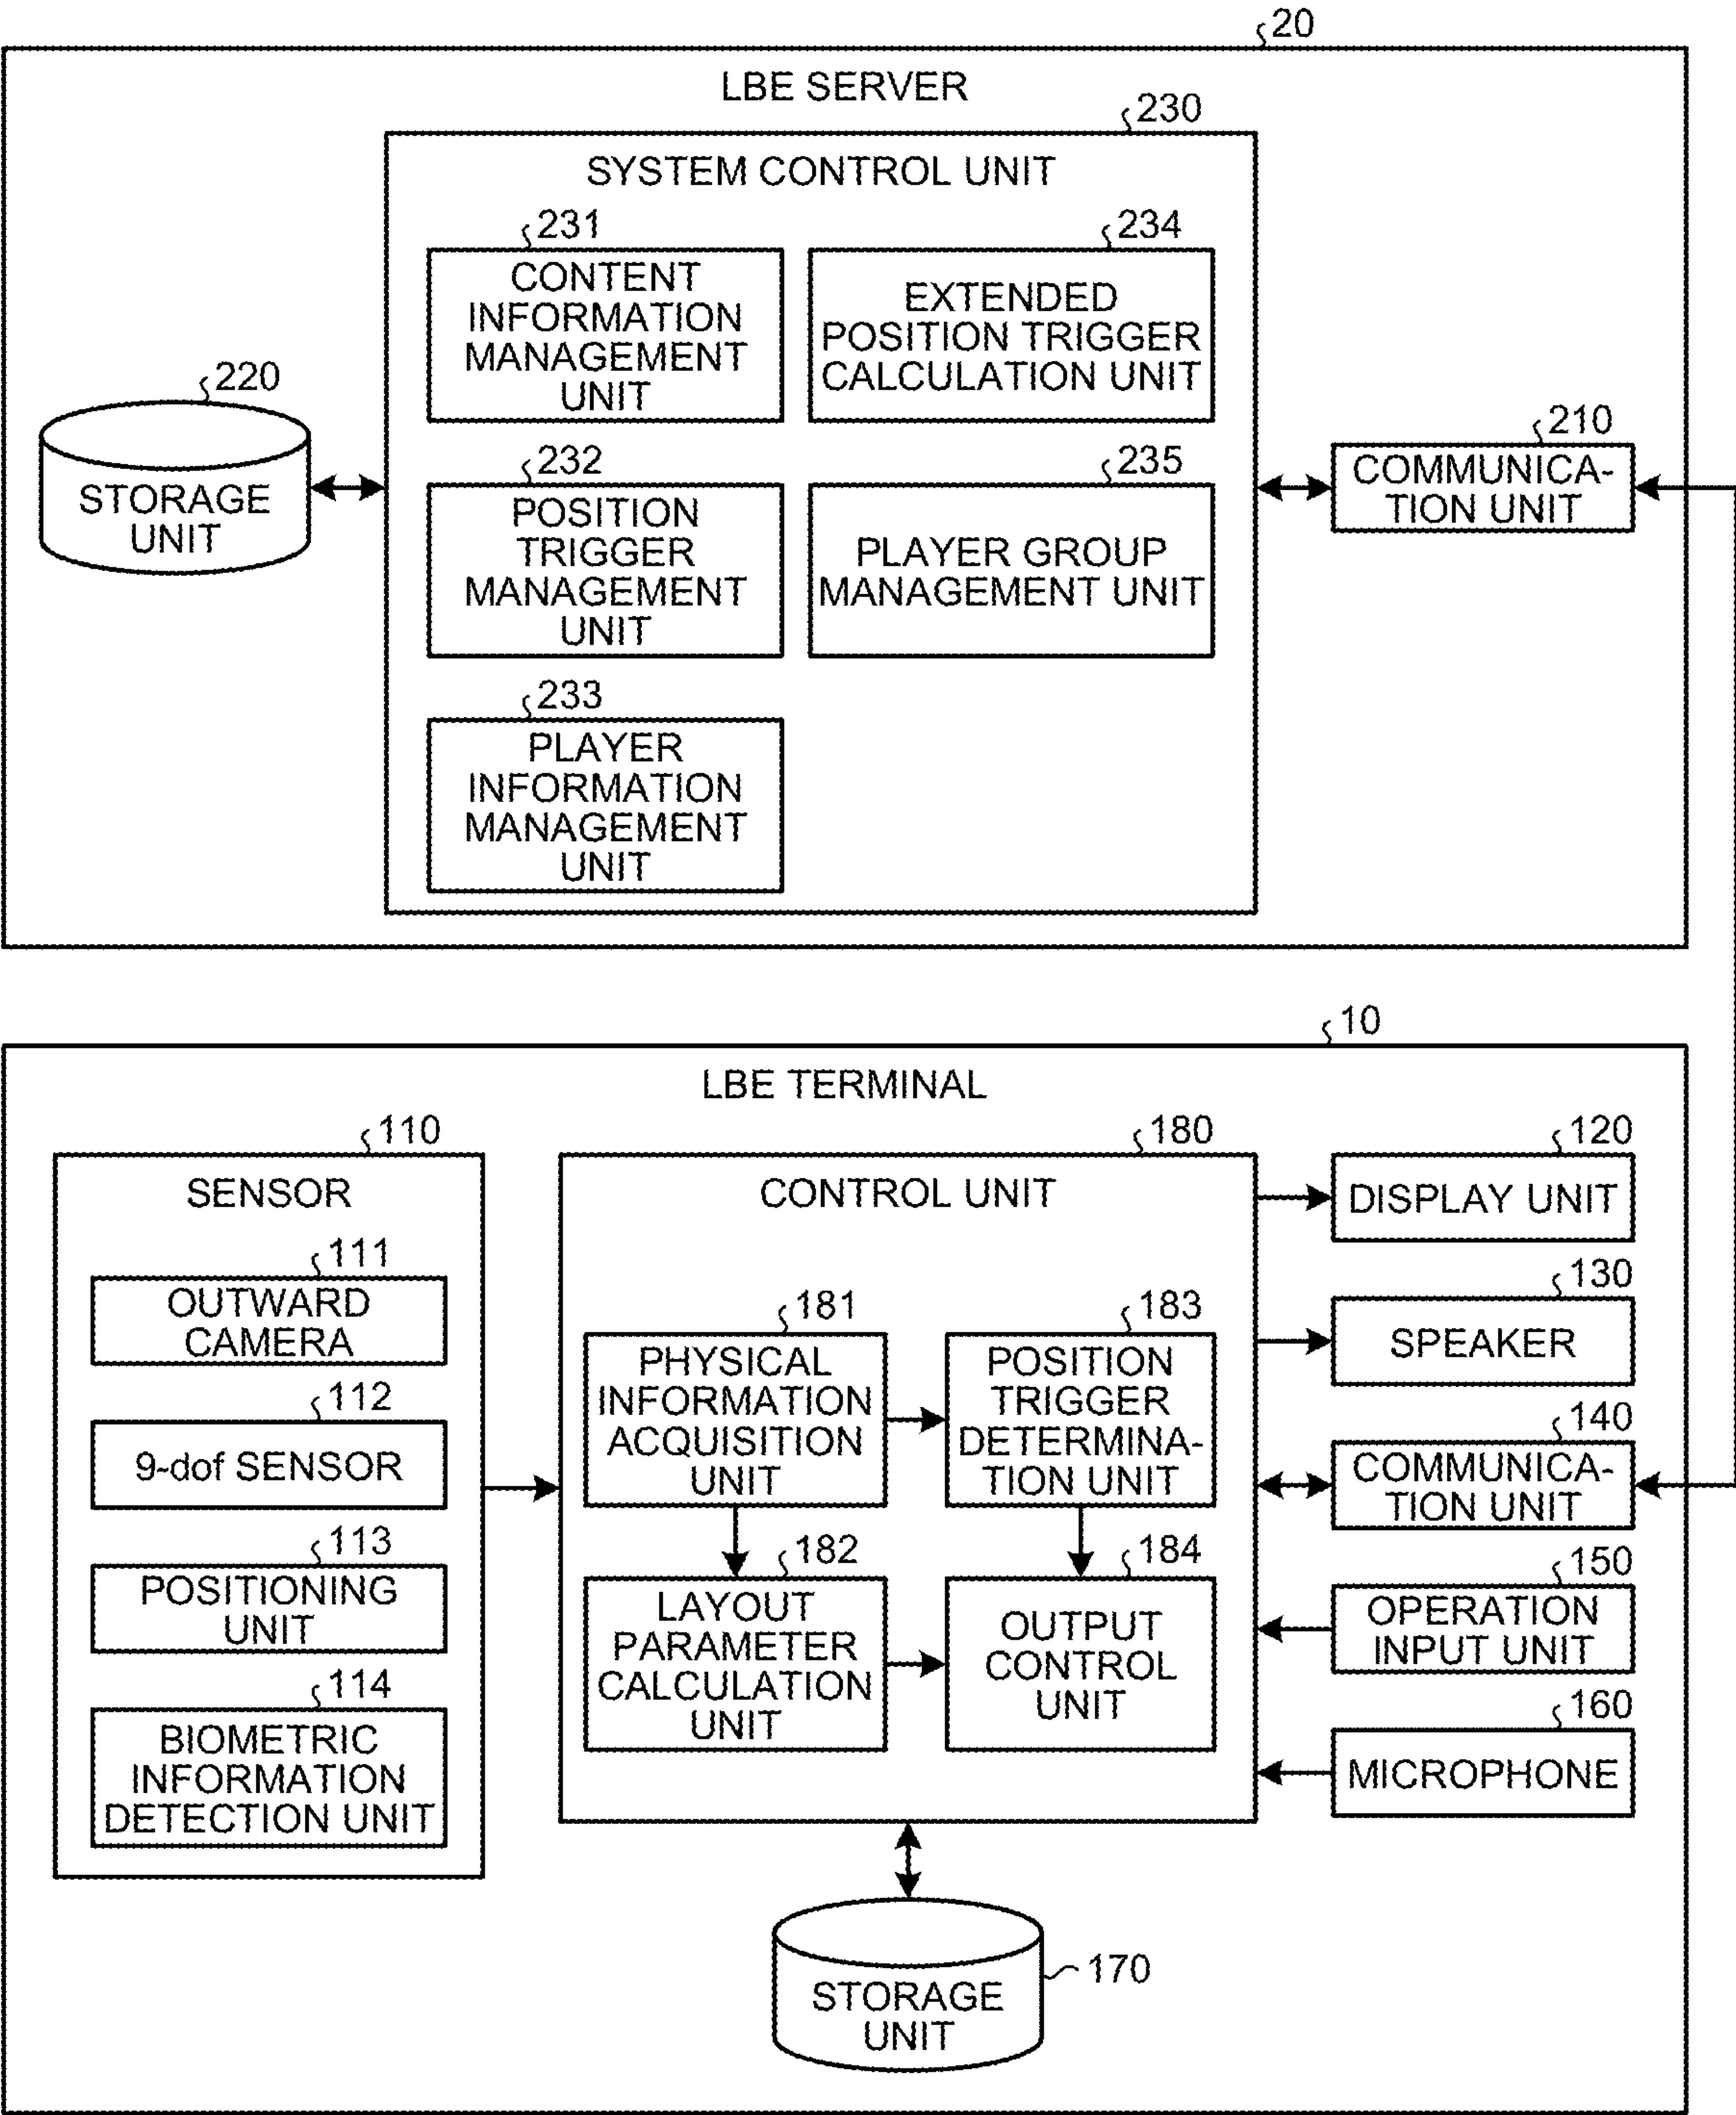 20
LBE SERVER
230
SYSTEM CONTROL UNIT
231
CONTENT
INFORMATION
MANAGEMENT
UNIT
234
EXTENDED
POSITION TRIGGER
CALCULATION UNIT
220
STORAGE
UNIT
232
POSITION
TRIGGER
MANAGEMENT
UNIT
235
PLAYER GROUP
MANAGEMENT UNIT
210
COMMUNICA-
TION UNIT
233
PLAYER
INFORMATION
MANAGEMENT
UNIT
10
LBE TERMINAL
110
SENSOR
111
OUTWARD
CAMERA
112
9-dof SENSOR
113
POSITIONING
UNIT
114
BIOMETRIC
INFORMATION
DETECTION UNIT
180
CONTROL UNIT
181
PHYSICAL
INFORMATION
ACQUISITION
UNIT
183
POSITION
TRIGGER
DETERMINA-
TION UNIT
182
LAYOUT
PARAMETER
CALCULATION
UNIT
184
OUTPUT
CONTROL
UNIT
120
DISPLAY UNIT
130
SPEAKER
140
COMMUNICA-
TION UNIT
150
OPERATION
INPUT UNIT
160
MICROPHONE
170
STORAGE
UNIT